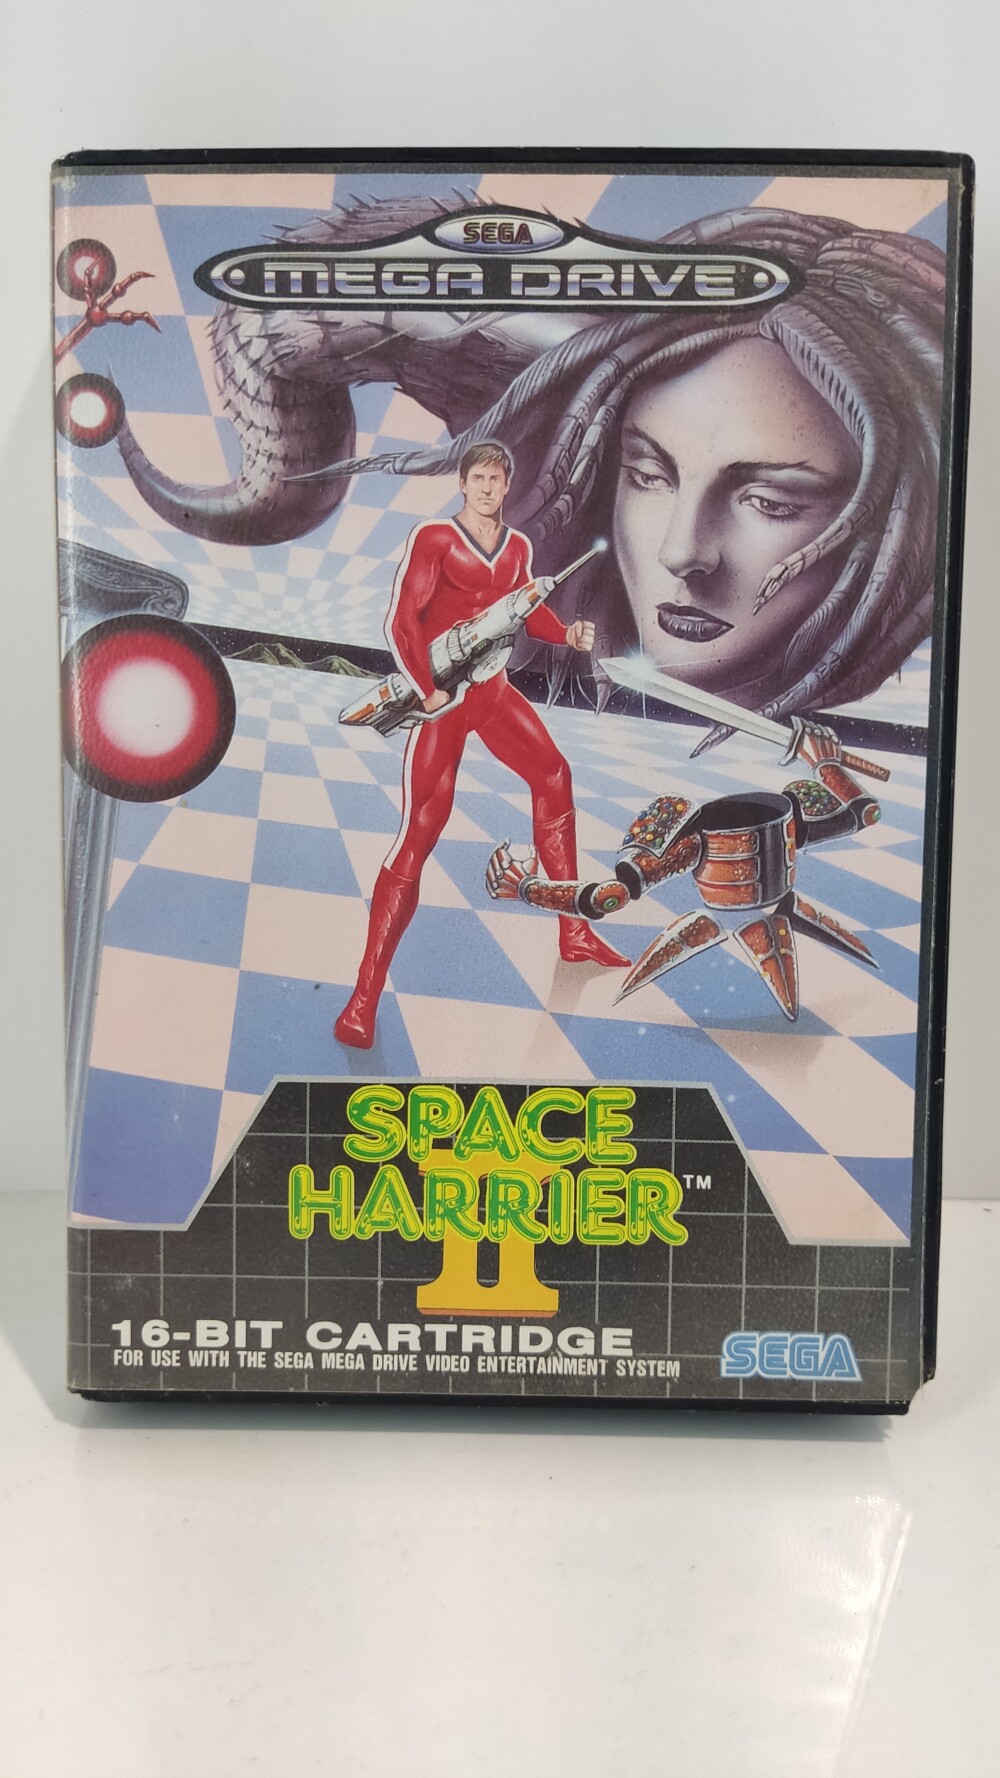 SEGA
MEGA DRIVE
SPACE
HARRIER™
II
16-BIT CARTRIDGE
FOR USE WITH THE SEGA MEGA DRIVE VIDEO ENTERTAINMENT SYSTEM
SEGA